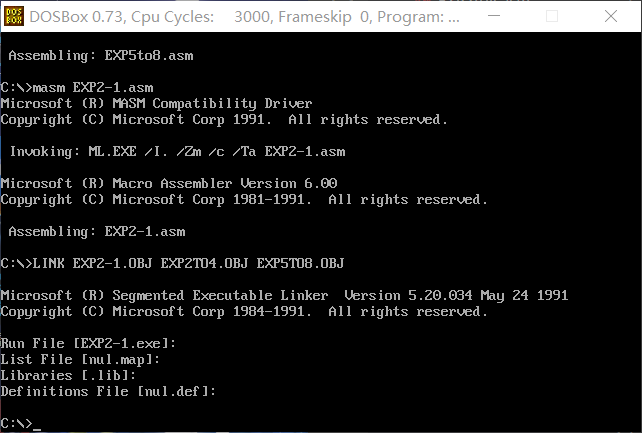 DOS
BOX
DOSBox 0.73, Cpu Cycles:     3000, Frameskip  0, Program: ...
Assembling: EXP5to8.asm
C:\>masm EXP2-1.asm
Microsoft (R) MASM Compatibility Driver
Copyright (C) Microsoft Corp 1991.  All rights reserved.
Invoking: ML.EXE /I. /Zm /c /Ta EXP2-1.asm
Microsoft (R) Macro Assembler Version 6.00
Copyright (C) Microsoft Corp 1981-1991.  All rights reserved.
Assembling: EXP2-1.asm
C:\>LINK EXP2-1.OBJ EXP2TO4.OBJ EXP5TO8.OBJ
Microsoft (R) Segmented Executable Linker  Version 5.20.034 May 24 1991
Copyright (C) Microsoft Corp 1984-1991.  All rights reserved.
Run File [EXP2-1.exe]:
List File [nul.map]:
Libraries [.lib]:
Definitions File [nul.def]:
C:\>_